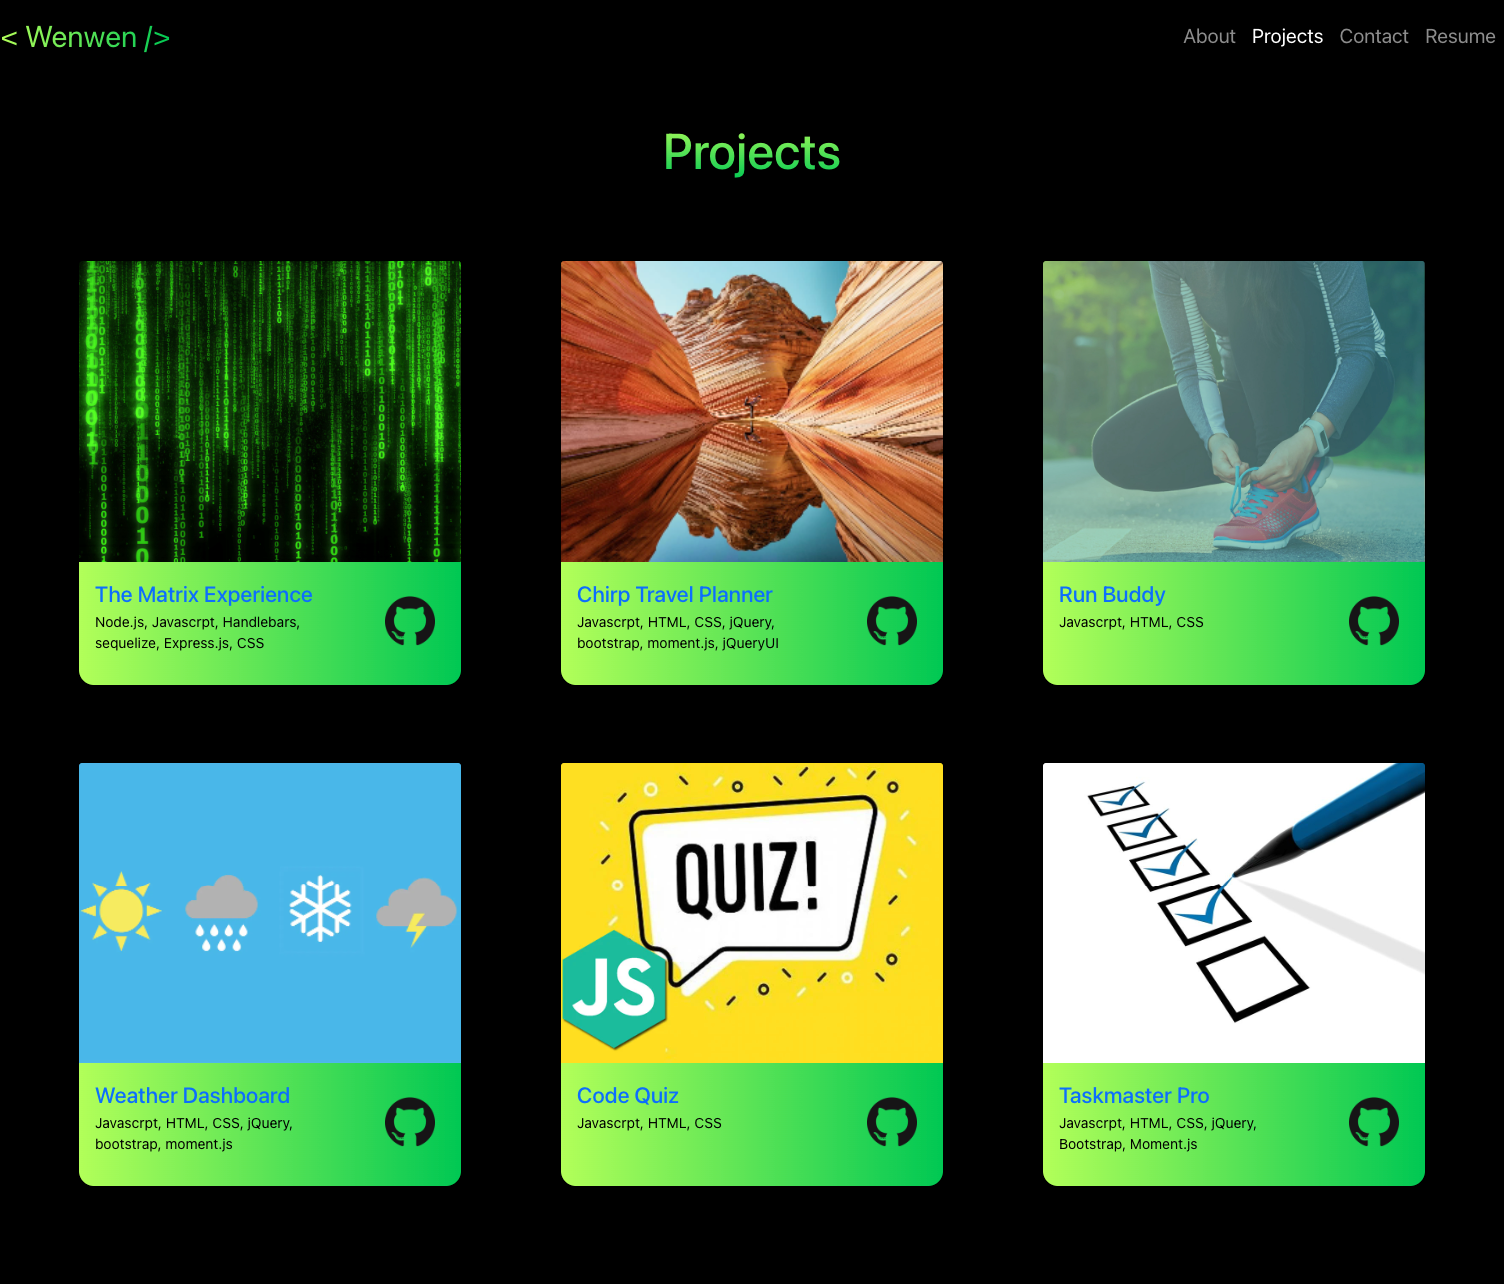 < Wenwen />
About Projects Contact Resume
Projects
The Matrix Experience
Node.js, Javascrpt, Handlebars,
sequelize, Express.js, CSS
Chirp Travel Planner
Javascrpt, HTML, CSS, jQuery,
bootstrap, moment.js, jQueryUI
Run Buddy
Javascrpt, HTML, CSS
QUIZ!
JS
Weather Dashboard
Javascrpt, HTML, CSS, jQuery,
bootstrap, moment.js
Code Quiz
Javascrpt, HTML, CSS
Taskmaster Pro
Javascrpt, HTML, CSS, jQuery,
Bootstrap, Moment.js